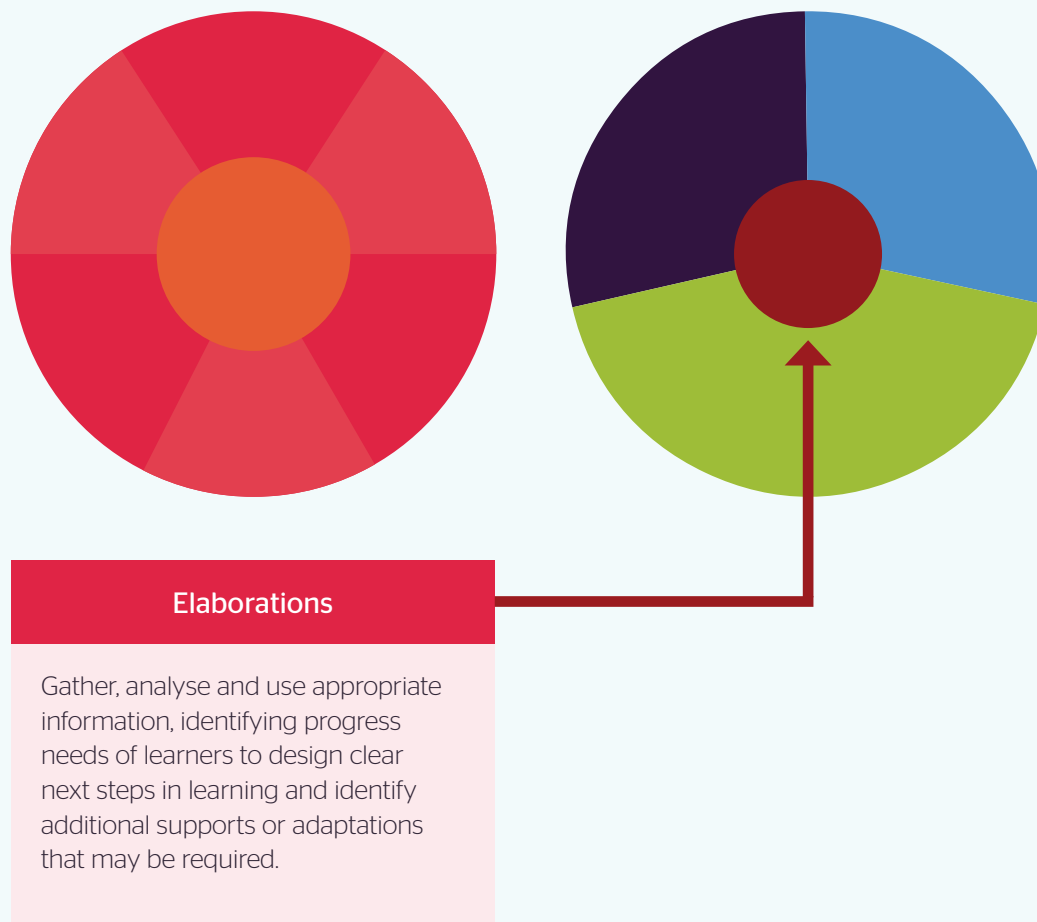 Elaborations
Gather, analyse and use appropriate
information, identifying progress
needs of learners to design clear
next steps in learning and identify
additional supports or adaptations
that may be required.